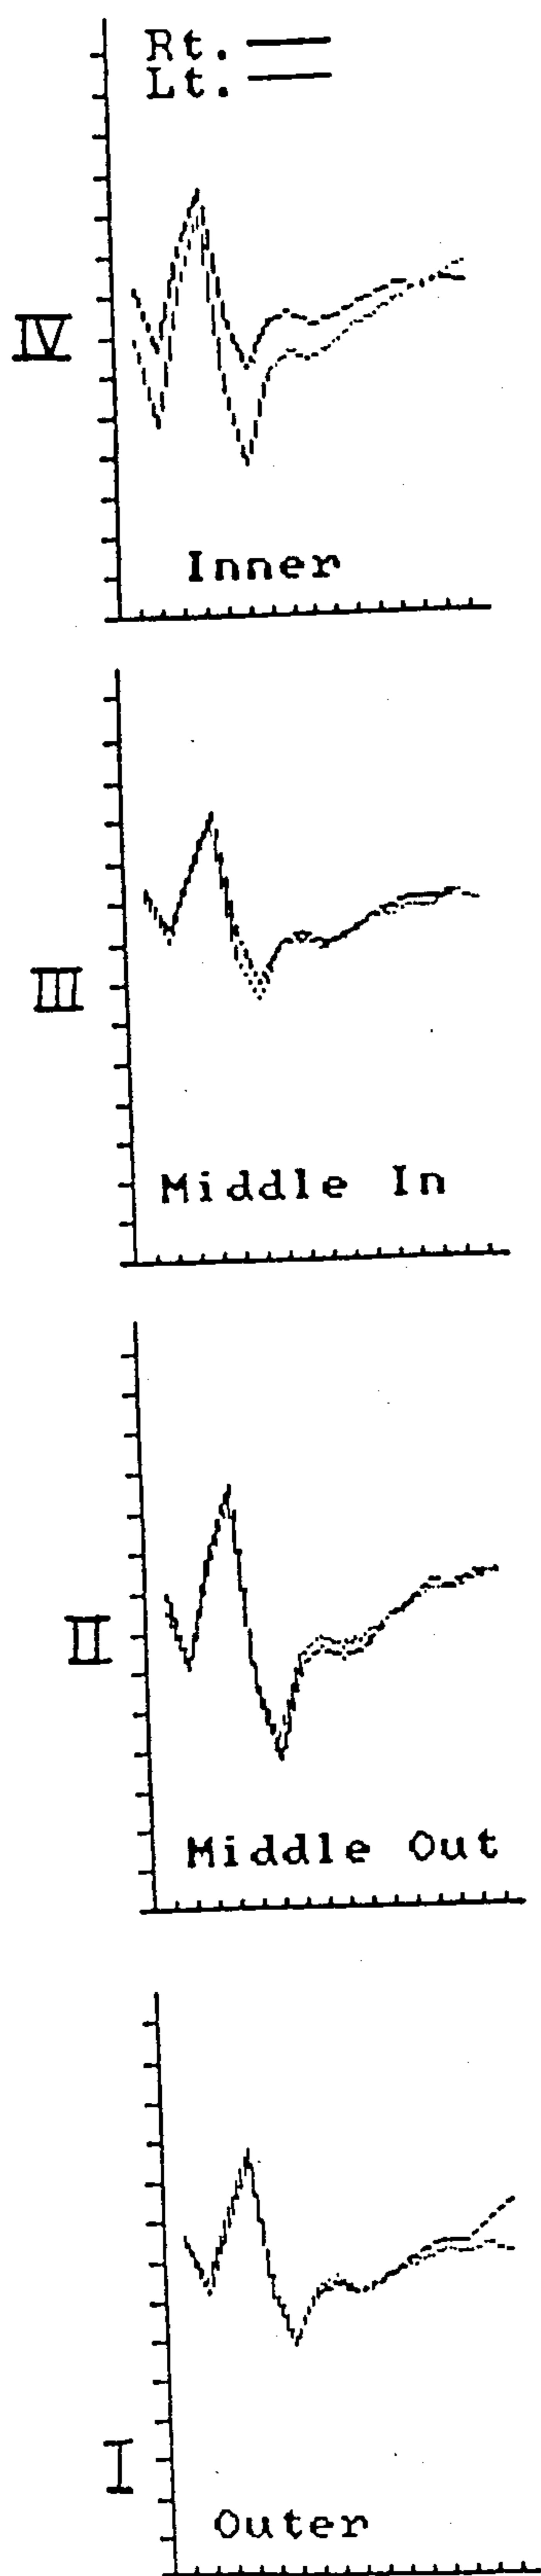 Rt.
Lt.
IV
Inner
III
Middle In
II
Middle Out
I
Outer